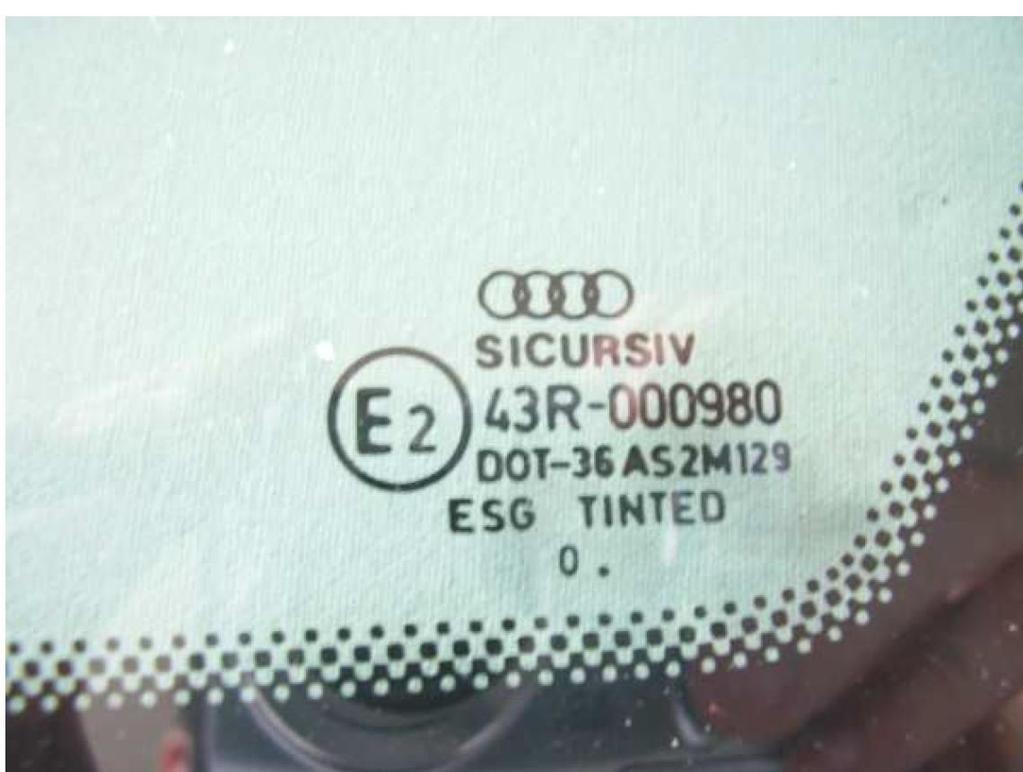 SICURSIV
E2 43R-000980
DOT-36 AS2M129
ESG TINTED
0 .